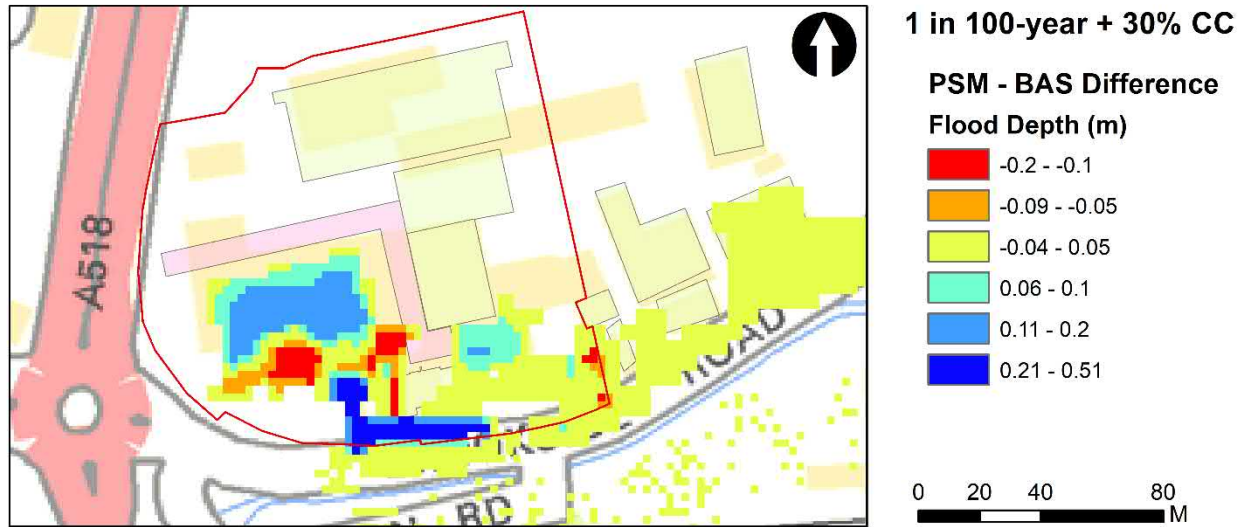 1 in 100-year + 30% CC
PSM - BAS Difference
Flood Depth (m)
-0.2 - -0.1
-0.09 - -0.05
-0.04 - 0.05
0.06 - 0.1
0.11 - 0.2
0.21 - 0.51
0 20 40 80
M
A518
ROAD
RD